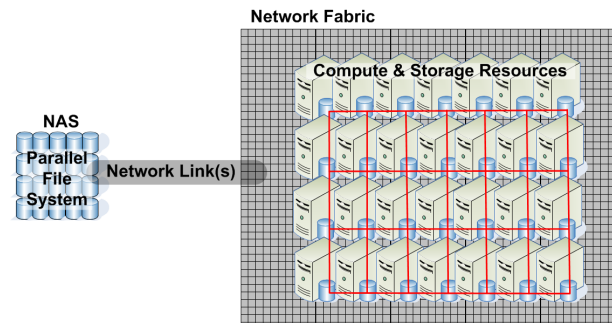 Network Fabric
Compute & Storage Resources
NAS
Parallel
File
System
Network Link(s)